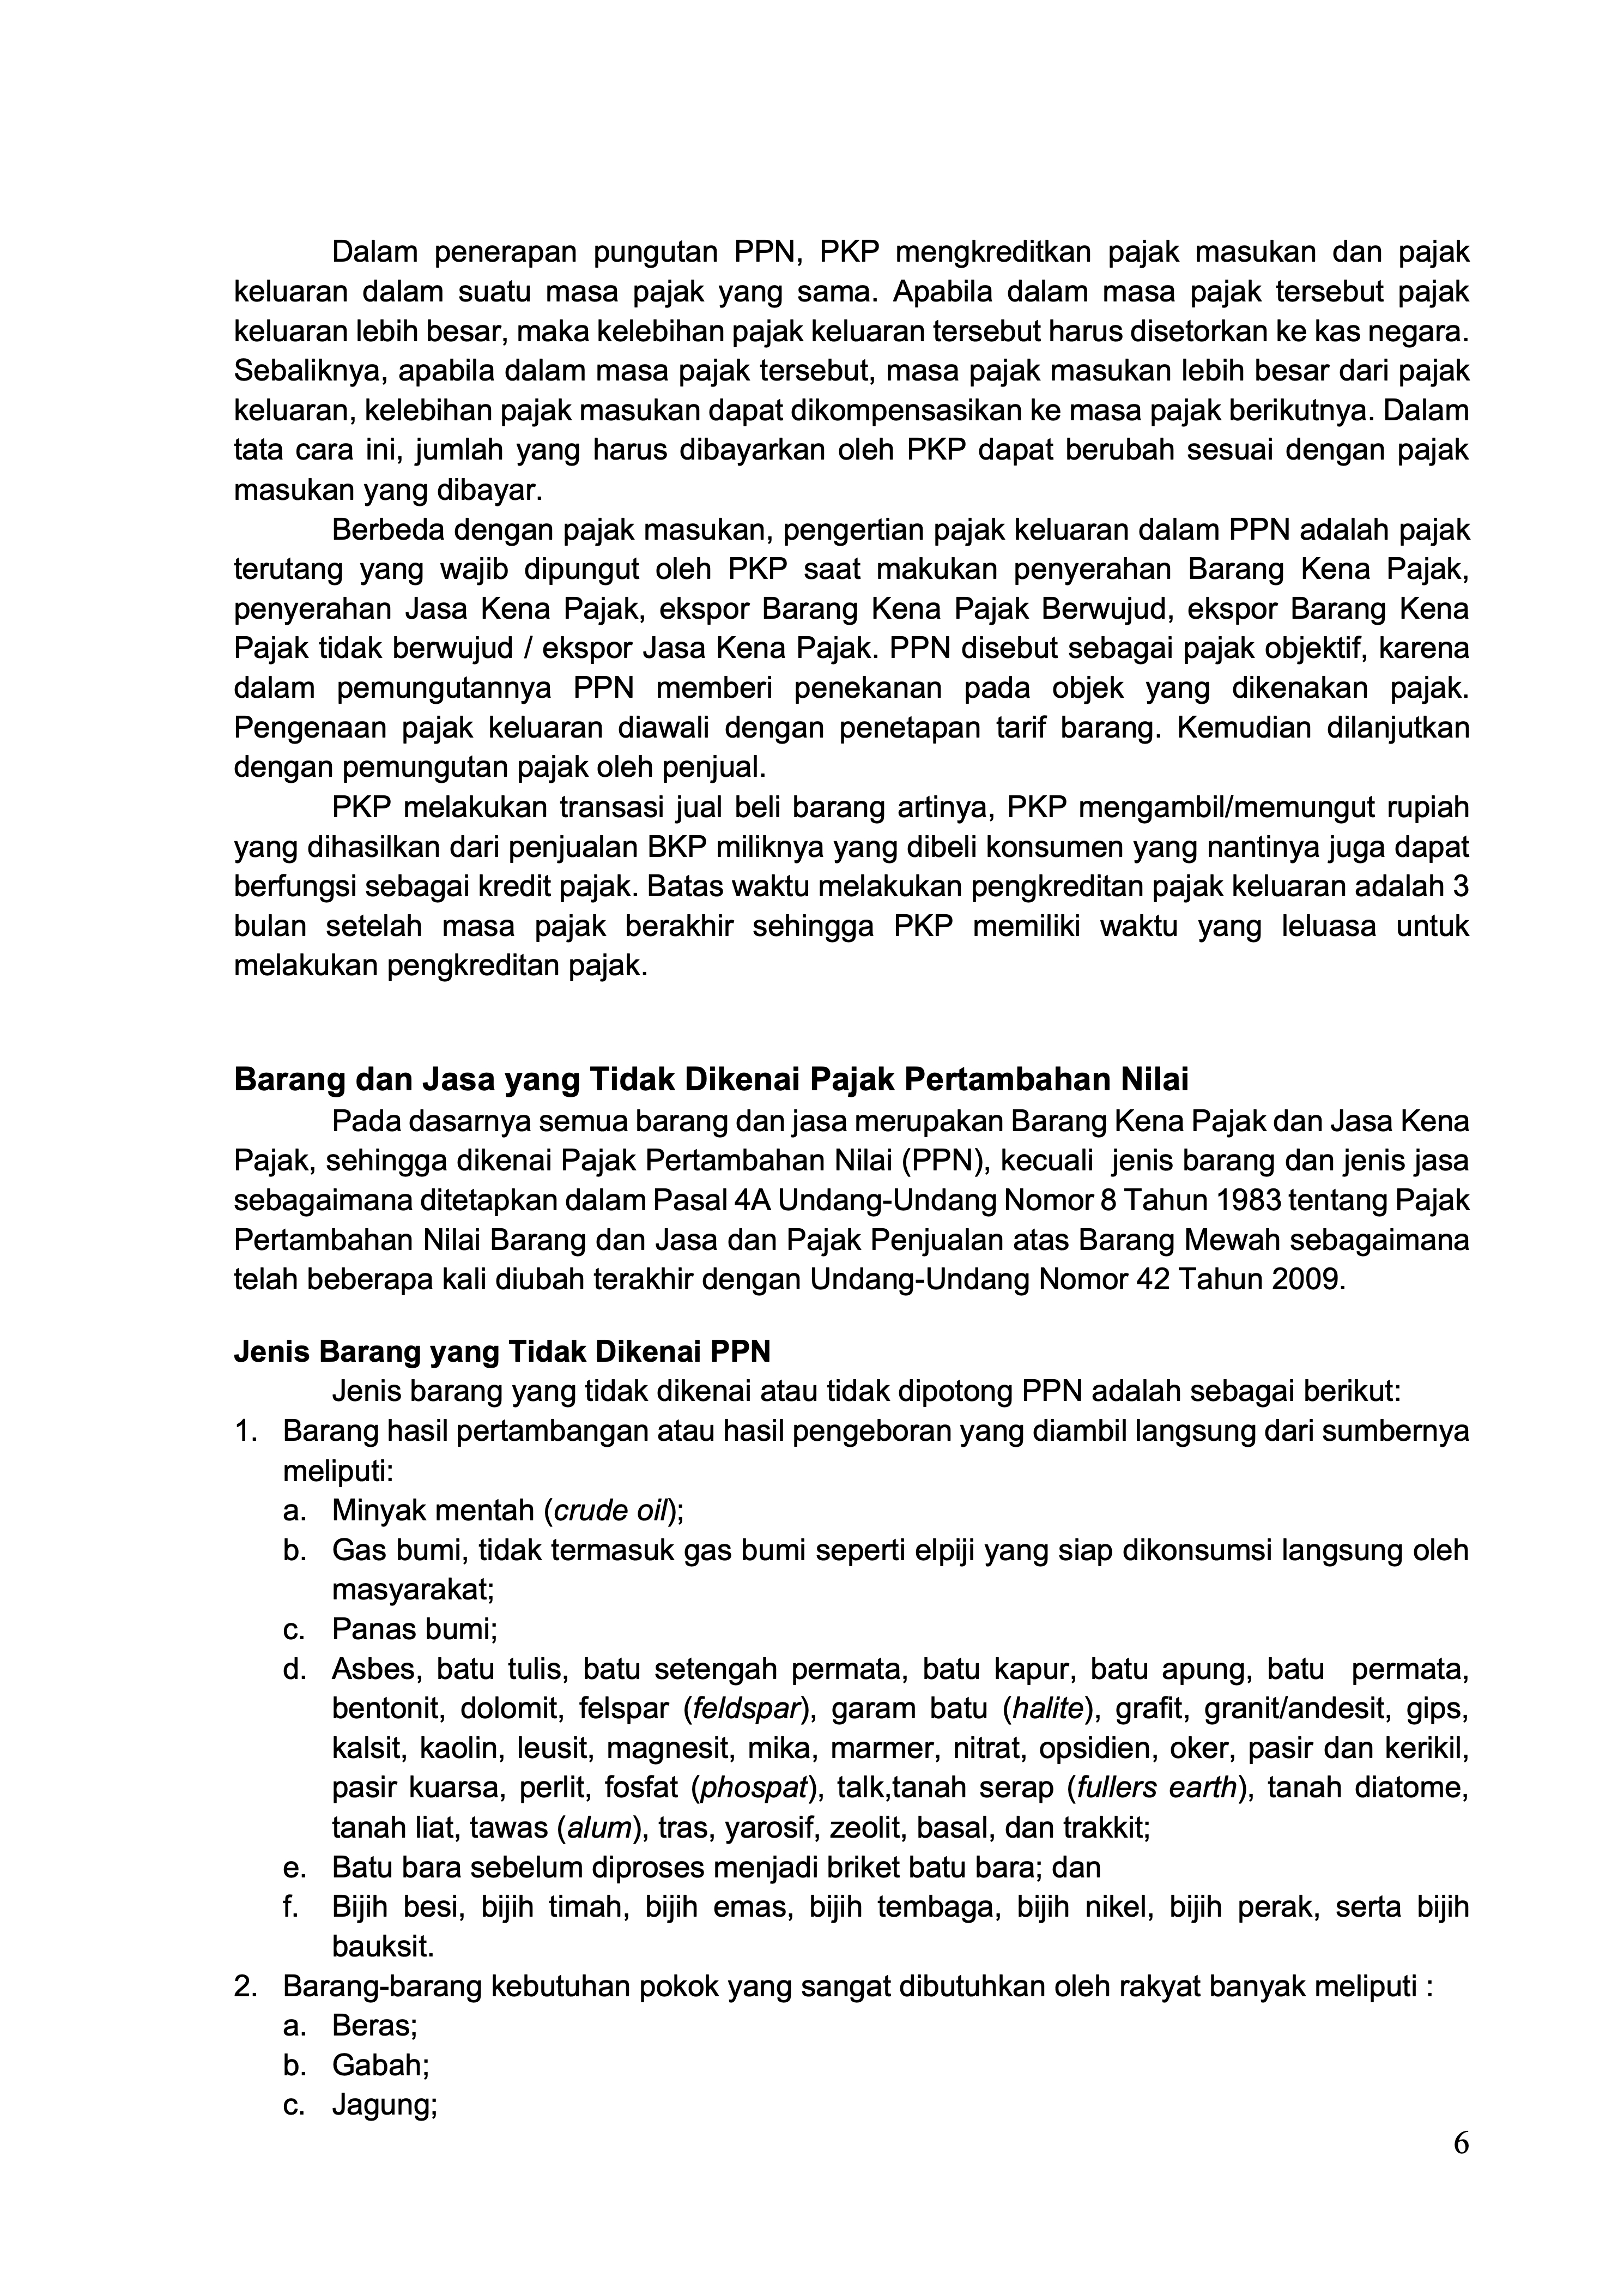 Dalam penerapan pungutan PPN, PKP mengkreditkan pajak masukan dan pajak
keluaran dalam suatu masa pajak yang sama. Apabila dalam masa pajak tersebut pajak
keluaran lebih besar, maka kelebihan pajak keluaran tersebut harus disetorkan ke kas negara.
Sebaliknya, apabila dalam masa pajak tersebut, masa pajak masukan lebih besar dari pajak
keluaran, kelebihan pajak masukan dapat dikompensasikan ke masa pajak berikutnya. Dalam
tata cara ini, jumlah yang harus dibayarkan oleh PKP dapat berubah sesuai dengan pajak
masukan yang dibayar.
Berbeda dengan pajak masukan, pengertian pajak keluaran dalam PPN adalah pajak
terutang yang wajib dipungut oleh PKP saat makukan penyerahan Barang Kena Pajak,
penyerahan Jasa Kena Pajak, ekspor Barang Kena Pajak Berwujud, ekspor Barang Kena
Pajak tidak berwujud / ekspor Jasa Kena Pajak. PPN disebut sebagai pajak objektif, karena
dalam pemungutannya PPN memberi penekanan pada objek yang dikenakan pajak.
Pengenaan pajak keluaran diawali dengan penetapan tarif barang. Kemudian dilanjutkan
dengan pemungutan pajak oleh penjual.
PKP melakukan transasi jual beli barang artinya, PKP mengambil/memungut rupiah
yang dihasilkan dari penjualan BKP miliknya yang dibeli konsumen yang nantinya juga dapat
berfungsi sebagai kredit pajak. Batas waktu melakukan pengkreditan pajak keluaran adalah 3
bulan setelah masa pajak berakhir sehingga PKP memiliki waktu yang leluasa untuk
melakukan pengkreditan pajak.
Barang dan Jasa yang Tidak Dikenai Pajak Pertambahan Nilai
Pada dasarnya semua barang dan jasa merupakan Barang Kena Pajak dan Jasa Kena
Pajak, sehingga dikenai Pajak Pertambahan Nilai (PPN), kecuali jenis barang dan jenis jasa
sebagaimana ditetapkan dalam Pasal 4A Undang-Undang Nomor 8 Tahun 1983 tentang Pajak
Pertambahan Nilai Barang dan Jasa dan Pajak Penjualan atas Barang Mewah sebagaimana
telah beberapa kali diubah terakhir dengan Undang-Undang Nomor 42 Tahun 2009.
Jenis Barang yang Tidak Dikenai PPN
Jenis barang yang tidak dikenai atau tidak dipotong PPN adalah sebagai berikut:
1. Barang hasil pertambangan atau hasil pengeboran yang diambil langsung dari sumbernya
meliputi:
a. Minyak mentah (crude oil);
b. Gas bumi, tidak termasuk gas bumi seperti elpiji yang siap dikonsumsi langsung oleh
masyarakat;
c. Panas bumi;
d. Asbes, batu tulis, batu setengah permata, batu kapur, batu apung, batu permata,
bentonit, dolomit, felspar (feldspar), garam batu (halite), grafit, granit/andesit, gips,
kalsit, kaolin, leusit, magnesit, mika, marmer, nitrat, opsidien, oker, pasir dan kerikil,
pasir kuarsa, perlit, fosfat (phospat), talk,tanah serap (fullers earth), tanah diatome,
tanah liat, tawas (alum), tras, yarosif, zeolit, basal, dan trakkit;
e. Batu bara sebelum diproses menjadi briket batu bara; dan
f. Bijih besi, bijih timah, bijih emas, bijih tembaga, bijih nikel, bijih perak, serta bijih
bauksit.
2. Barang-barang kebutuhan pokok yang sangat dibutuhkan oleh rakyat banyak meliputi :
a. Beras;
b. Gabah;
c. Jagung;
6